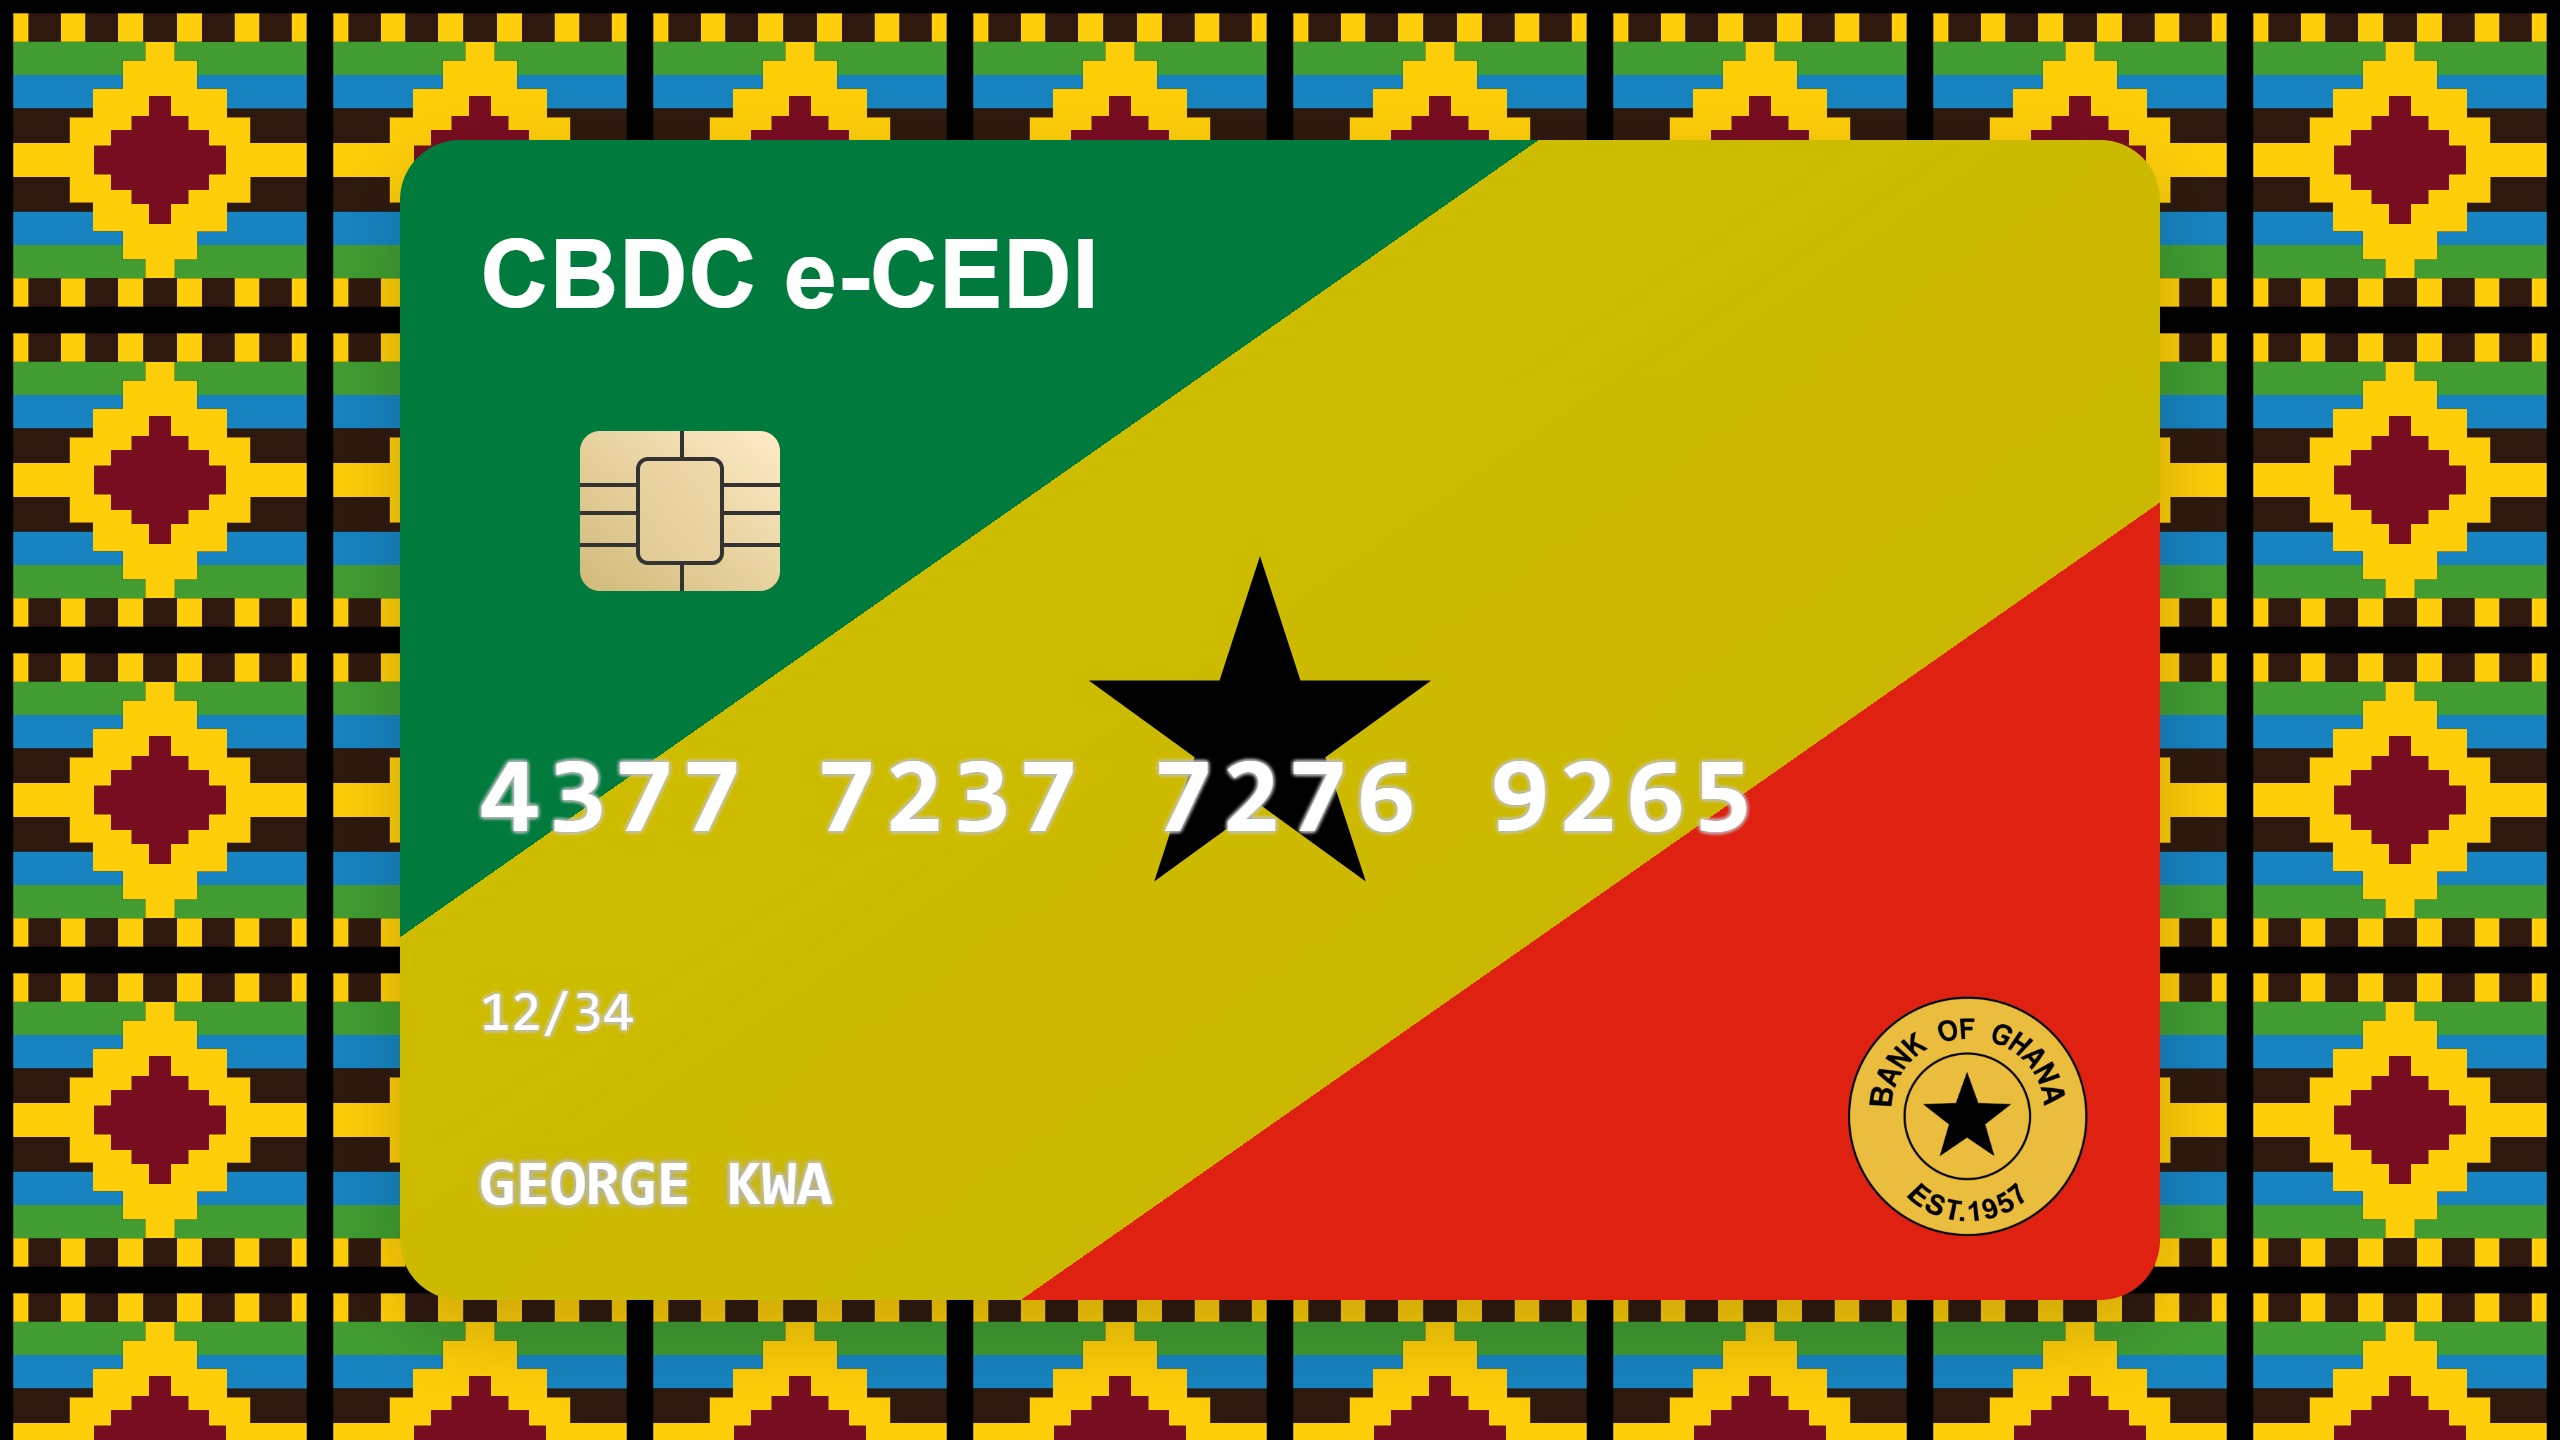 CBDC e-CEDI
4377 7237 7276 9265
12/34
GEORGE KWA
BANK OF GHANA
EST.1957